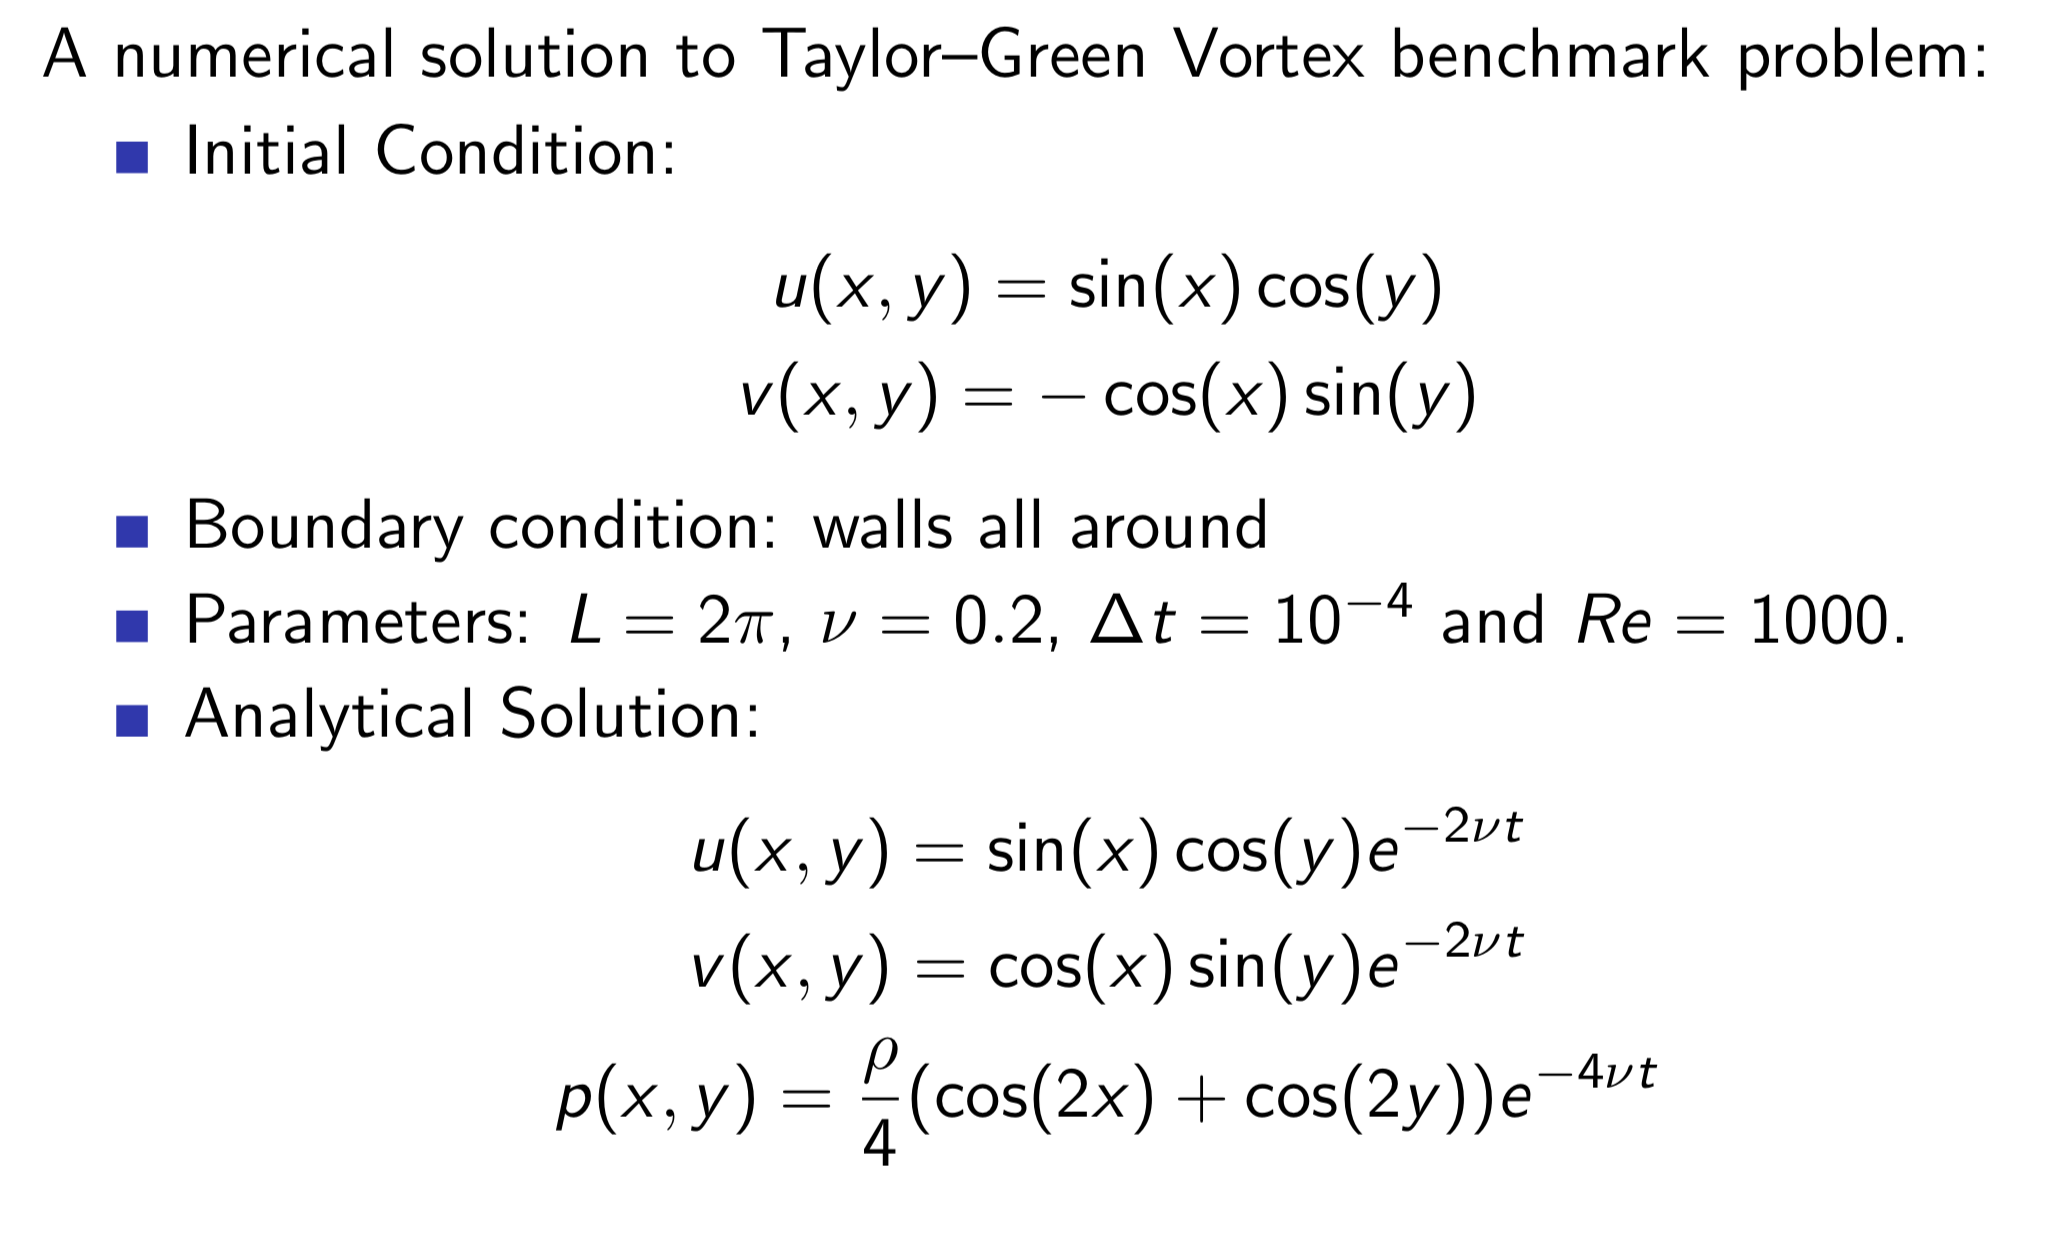 A numerical solution to Taylor–Green Vortex benchmark problem:
■ Initial Condition:
u(x, y) = sin(x) cos(y)
v(x, y) = − cos(x) sin(y)
■ Boundary condition: walls all around
■ Parameters: L = 2π, ν = 0.2, Δt = 10⁻⁴ and Re = 1000.
■ Analytical Solution:
u(x, y) = sin(x) cos(y)e^{−2νt}
v(x, y) = cos(x) sin(y)e^{−2νt}
p(x, y) = \frac{ρ}{4}(cos(2x) + cos(2y))e^{−4νt}